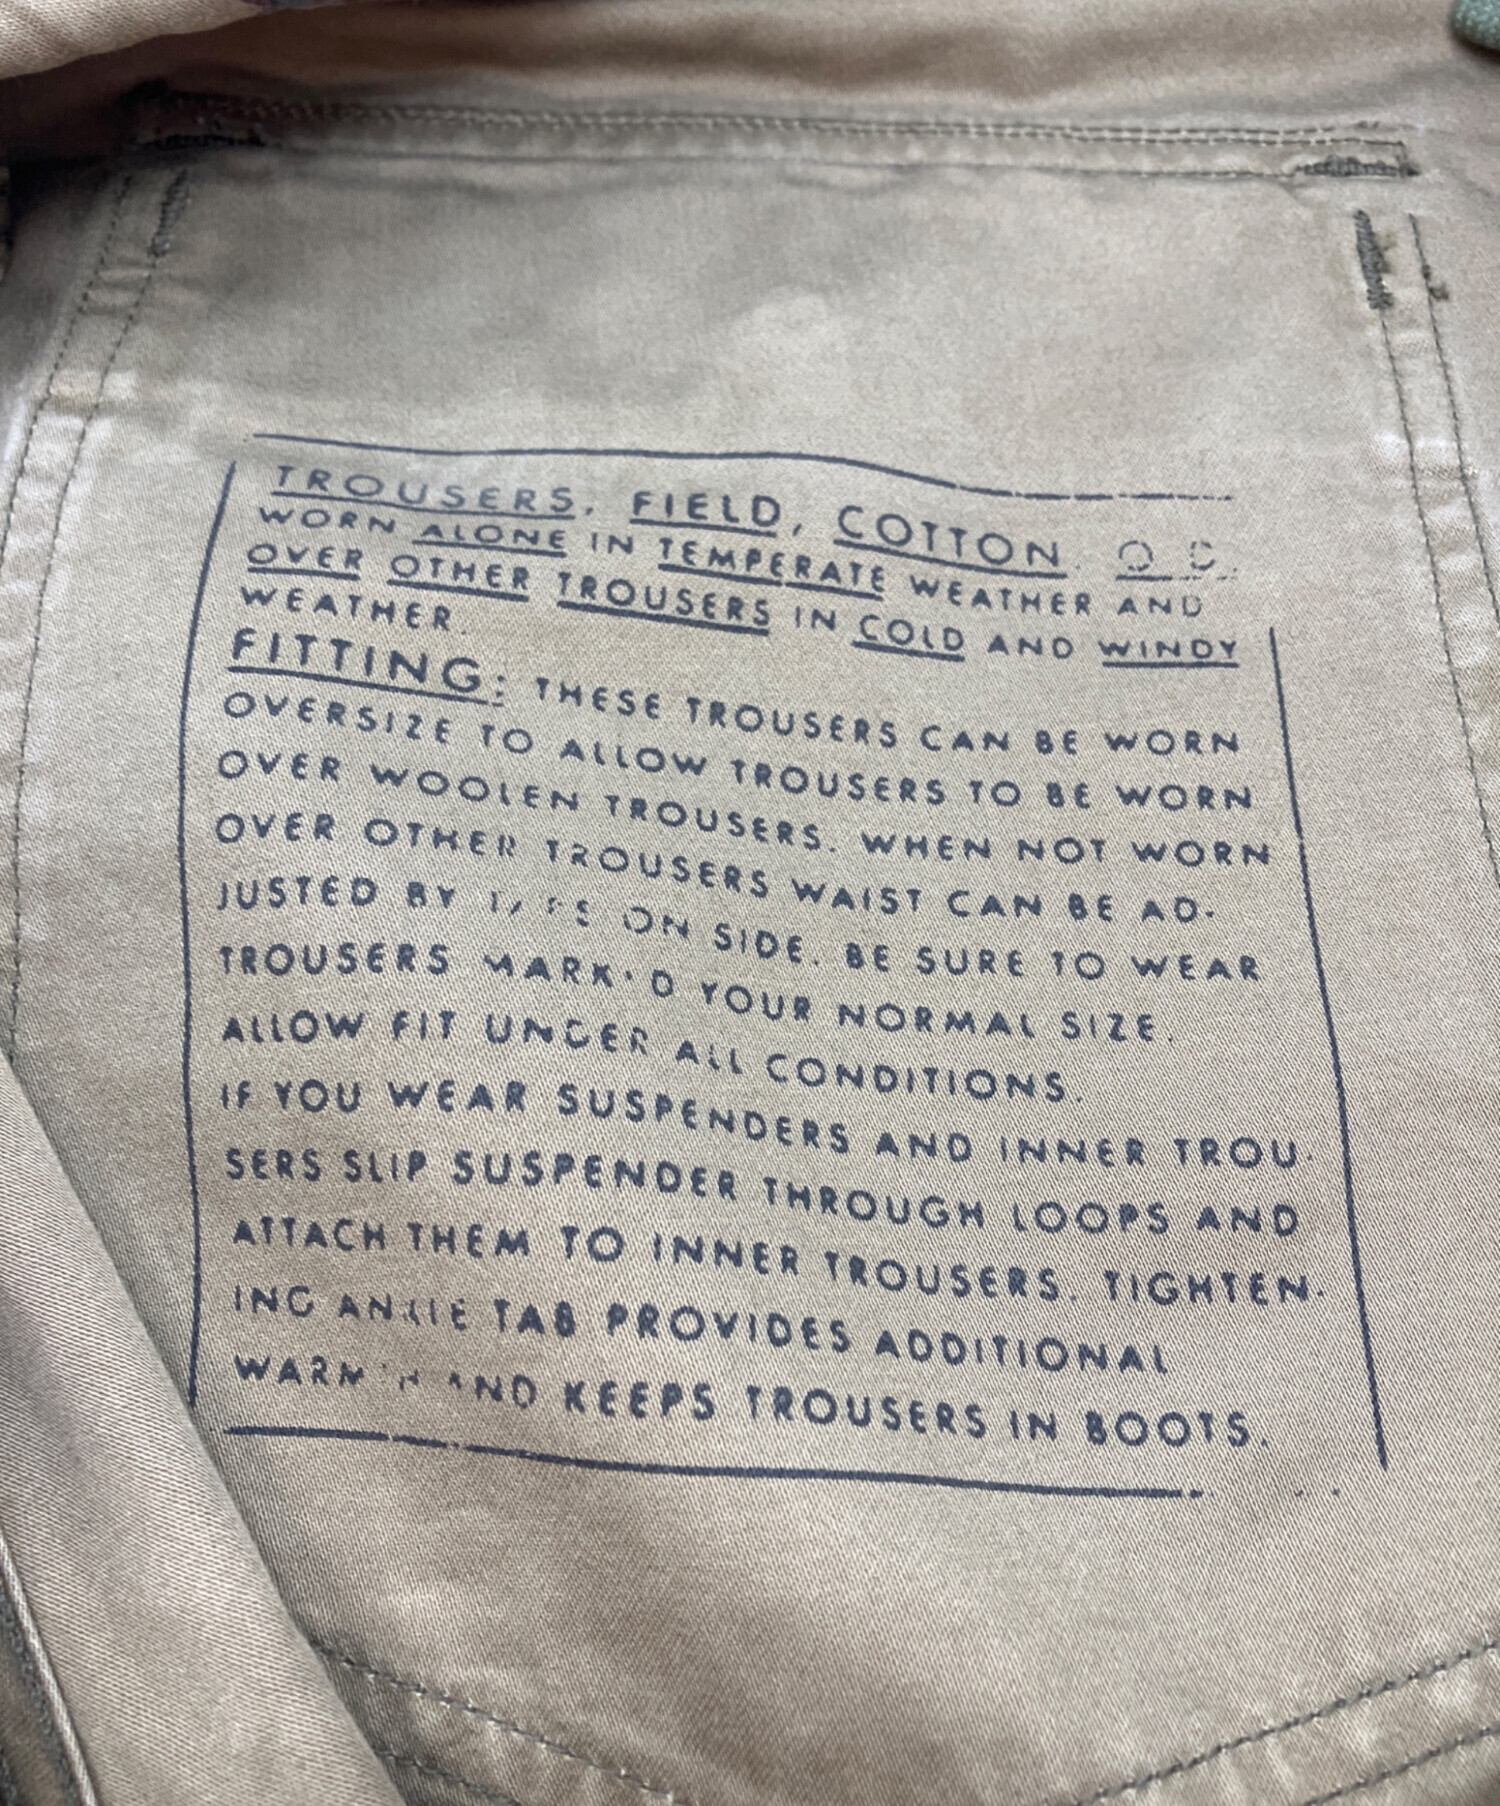 TROUSERS, FIELD, COTTON
WORN ALONE IN TEMPERATE WEATHER AND
OVER OTHER TROUSERS IN COLD AND WINDY
WEATHER.
FITTING: THESE TROUSERS CAN BE WORN
OVERSIZE TO ALLOW TROUSERS TO BE WORN
OVER WOOLEN TROUSERS. WHEN NOT WORN
OVER OTHER TROUSERS WAIST CAN BE AD-
JUSTED BY ON SIDE. BE SURE TO WEAR
TROUSERS MARK'D YOUR NORMAL SIZE.
ALLOW FIT UNDER ALL CONDITIONS.
IF YOU WEAR SUSPENDERS AND INNER TROU-
SERS SLIP SUSPENDER THROUGH LOOPS AND
ATTACH THEM TO INNER TROUSERS. TIGHTEN-
ING ANKLE TAB PROVIDES ADDITIONAL
WARMTH AND KEEPS TROUSERS IN BOOTS.